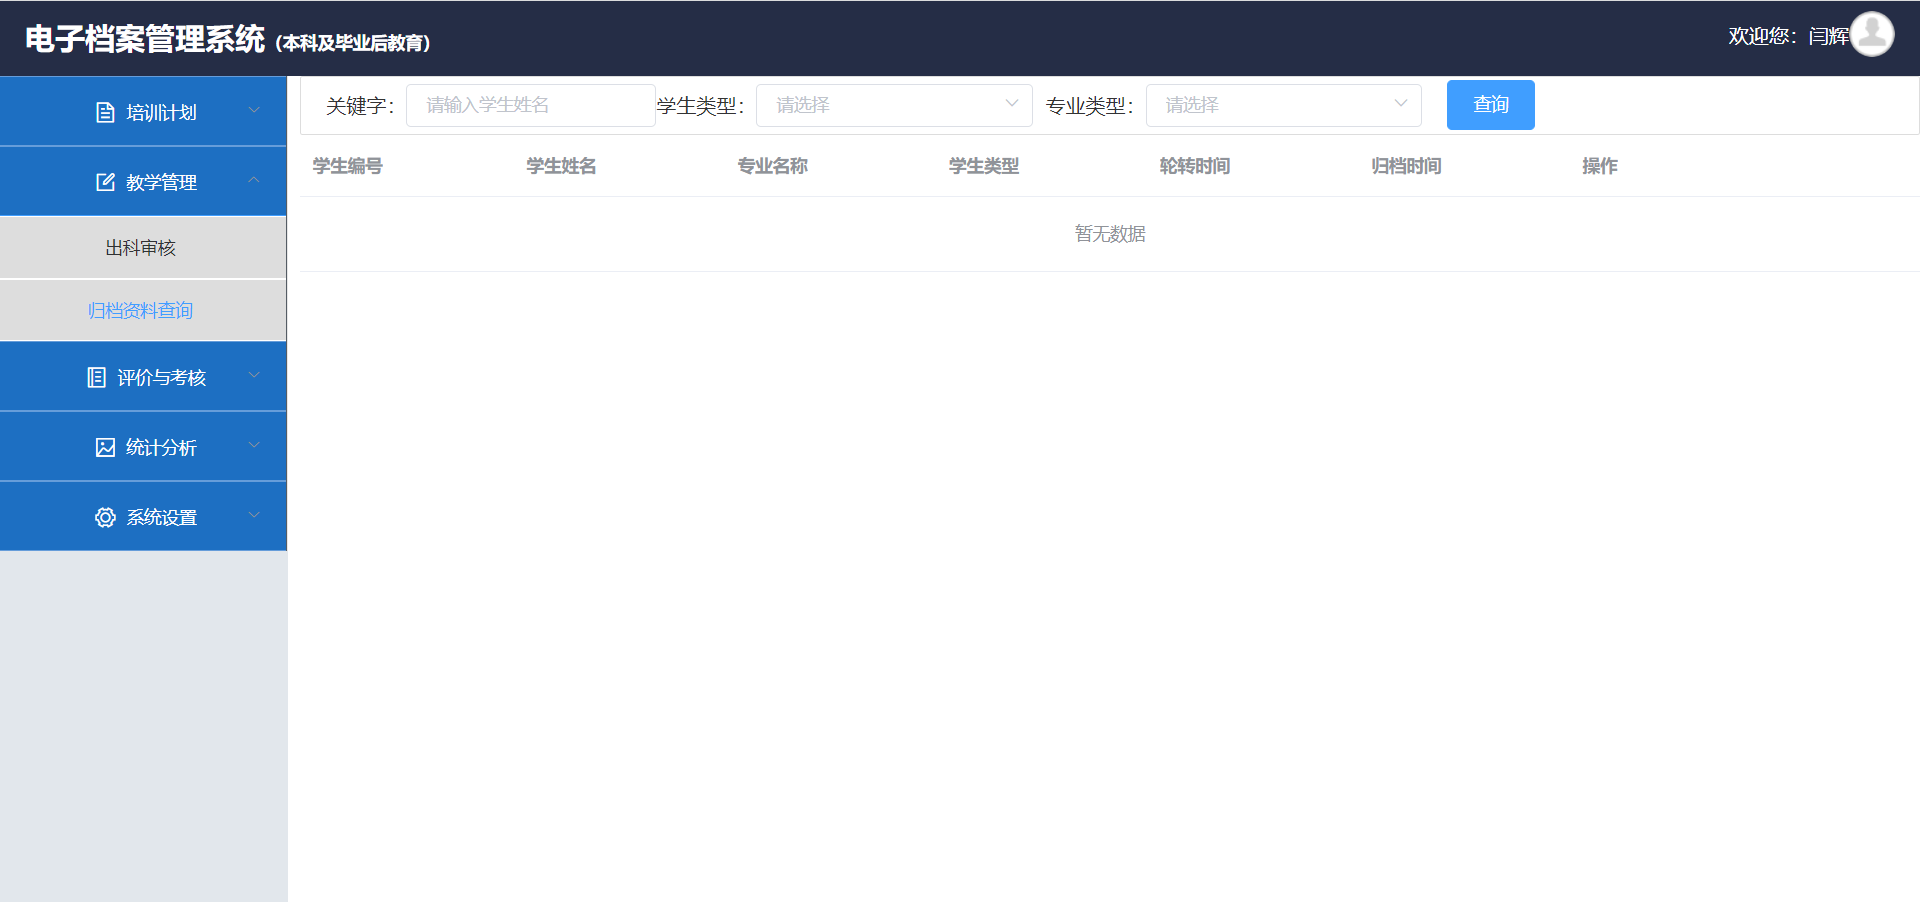 电子档案管理系统（本科及毕业后教育）
欢迎您：闫辉
培训计划
教学管理
出科审核
归档资料查询
评价与考核
统计分析
系统设置
关键字： 请输入学生姓名 学生类型： 请选择 专业类型： 请选择 查询
学生编号 学生姓名 专业名称 学生类型 轮转时间 归档时间 操作
暂无数据